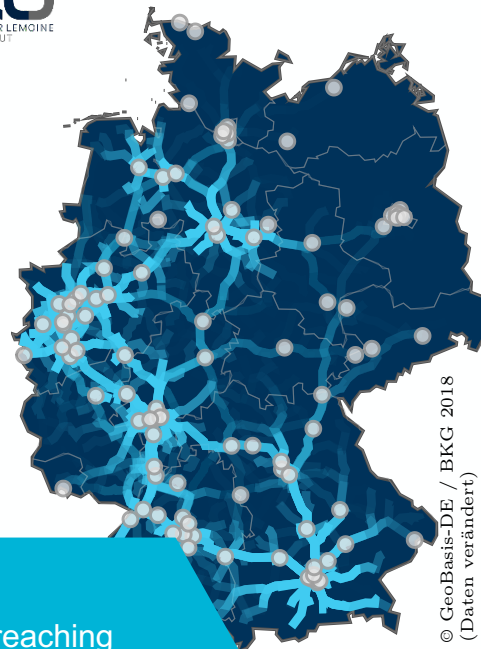 R LEMOINE
UT
© GeoBasis-DE / BKG 2018
(Daten verändert)
reaching